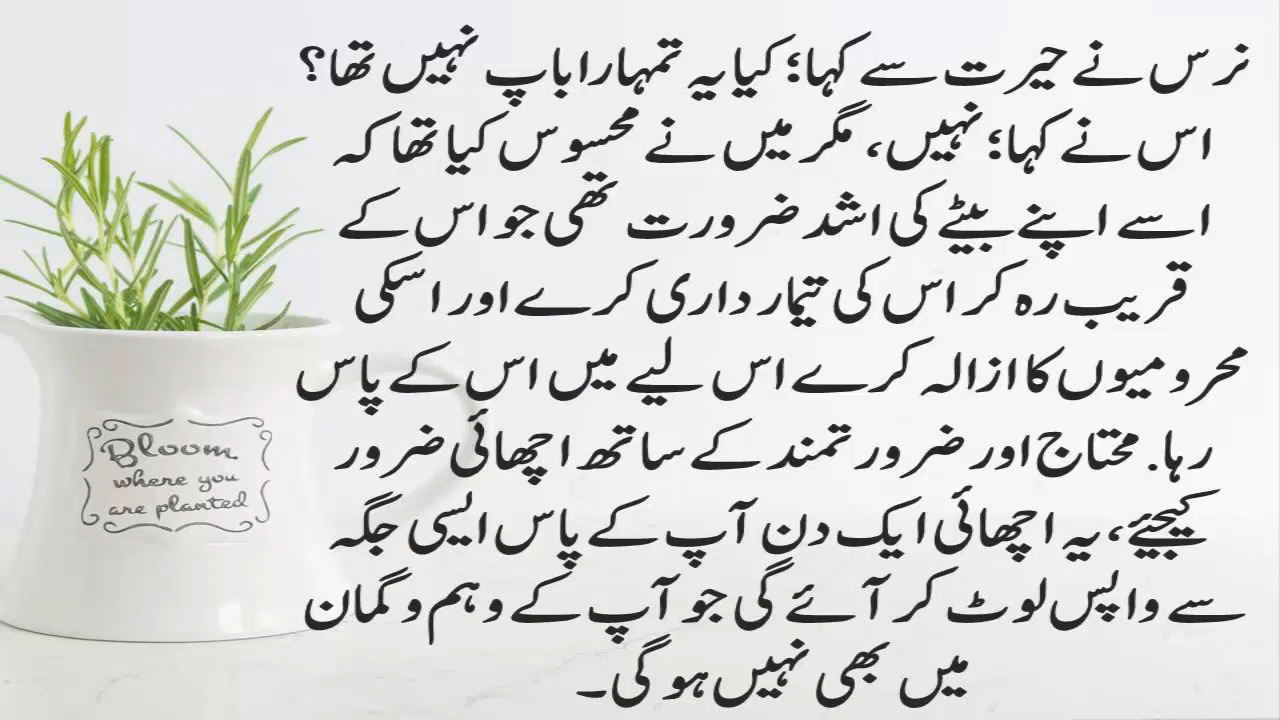 نرس نے حیرت سے کہا؛ کیا یہ تمہارا باپ نہیں تھا؟
اس نے کہا؛ نہیں، مگر میں نے محسوس کیا تھا کہ
اسے اپنے بیٹے کی اشد ضرورت تھی جو اس کے
قریب رہ کر اس کی تیمار داری کرے اور اسکی
محرومیوں کا ازالہ کرے اس لیے میں اس کے پاس
رہا. محتاج اور ضرورتمند کے ساتھ اچھائی ضرور
کیجیئے، یہ اچھائی ایک دن آپ کے پاس ایسی جگہ
سے واپس لوٹ کر آئے گی جو آپ کے وہم و گمان
میں بھی نہیں ہو گی۔
Bloom
where you
are planted